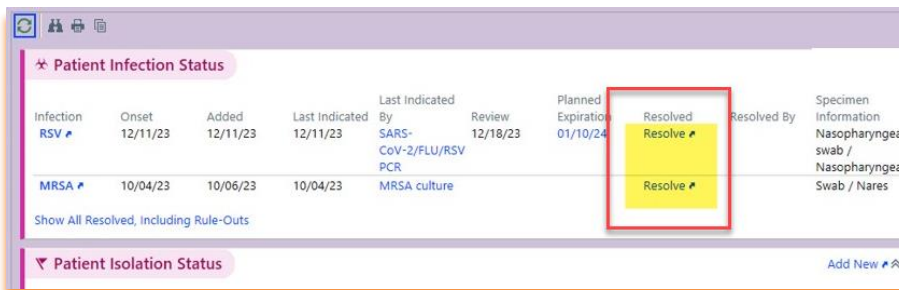 Patient Infection Status
Last Indicated Planned Specimen
Infection Onset Added Last Indicated By Review Expiration Resolved Resolved By Information
RSV 12/11/23 12/11/23 12/11/23 SARS- 12/18/23 01/10/24 Resolve Nasopharyngea
CoV-2/FLU/RSV swab /
PCR Nasopharyngea
MRSA 10/04/23 10/06/23 10/04/23 MRSA culture Resolve Swab / Nares
Show All Resolved, Including Rule-Outs
Patient Isolation Status Add New